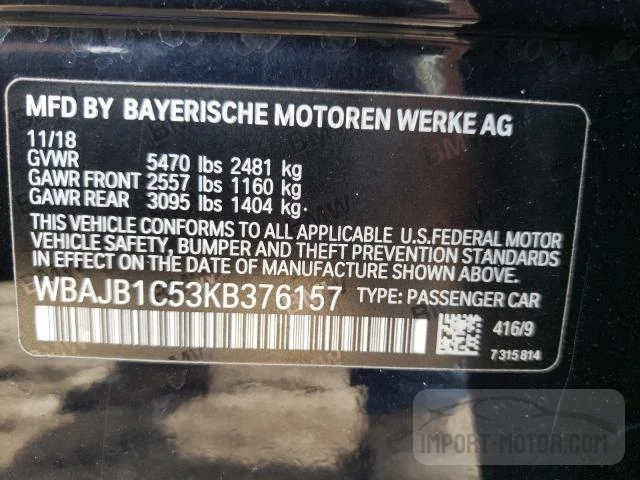 MFD BY BAYERISCHE MOTOREN WERKE AG
11/18
GVWR 5470 lbs 2481 kg
GAWR FRONT 2557 lbs 1160 kg
GAWR REAR 3095 lbs 1404 kg.
THIS VEHICLE CONFORMS TO ALL APPLICABLE U.S.FEDERAL MOTOR
VEHICLE SAFETY, BUMPER AND THEFT PREVENTION STANDARDS
IN EFFECT ON THE DATE OF MANUFACTURE SHOWN ABOVE.
WBAJB1C53KB376157 TYPE: PASSENGER CAR
416/9
7 315 814
IMPORT-MOTOR.COM